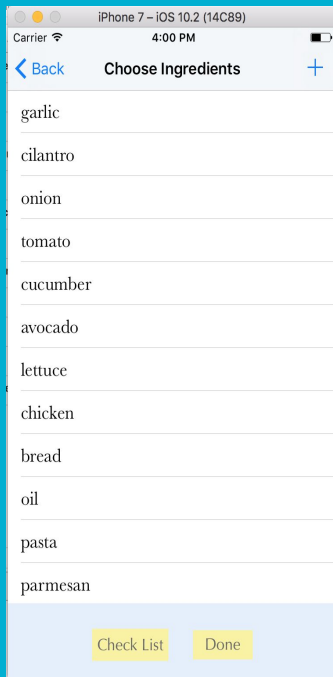 iPhone 7 – iOS 10.2 (14C89)
Carrier 4:00 PM
Back Choose Ingredients +
garlic
cilantro
onion
tomato
cucumber
avocado
lettuce
chicken
bread
oil
pasta
parmesan
Check List Done